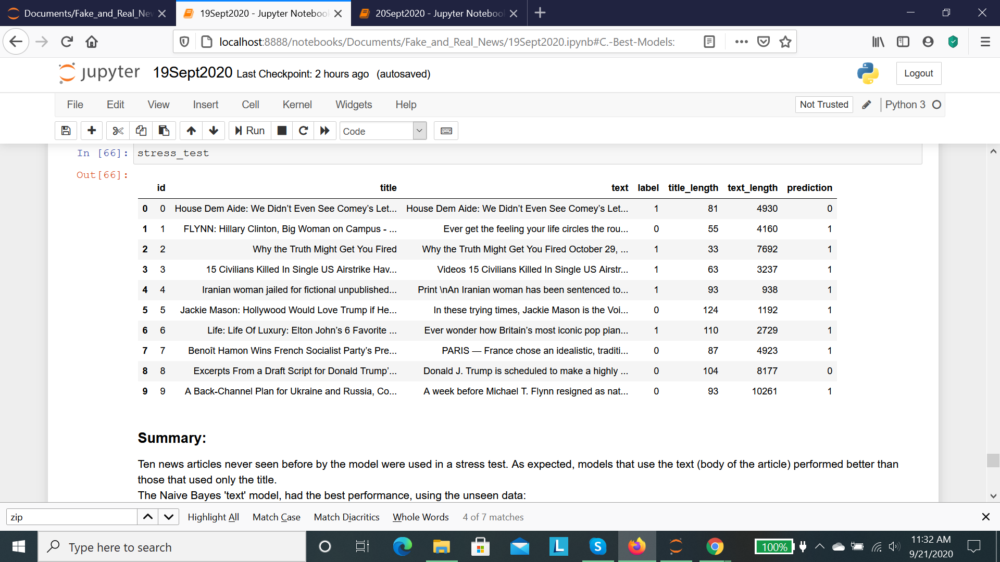 Documents/Fake_and_Real_Nev
19Sept2020 - Jupyter Notebook
20Sept2020 - Jupyter Notebook
localhost:8888/notebooks/Documents/Fake_and_Real_News/19Sept2020.ipynb#C.-Best-Models:
jupyter 19Sept2020 Last Checkpoint: 2 hours ago (autosaved)
Logout
File Edit View Insert Cell Kernel Widgets Help Not Trusted Python 3
Run Code
In [66]: stress_test
Out[66]:
id title text label title_length text_length prediction
0 0 House Dem Aide: We Didn’t Even See Comey’s Let... House Dem Aide: We Didn’t Even See Comey’s Let... 1 81 4930 0
1 1 FLYNN: Hillary Clinton, Big Woman on Campus - ... Ever get the feeling your life circles the rou... 0 55 4160 1
2 2 Why the Truth Might Get You Fired Why the Truth Might Get You Fired October 29, ... 1 33 7692 1
3 3 15 Civilians Killed In Single US Airstrike Hav... Videos 15 Civilians Killed In Single US Airstr... 1 63 3237 1
4 4 Iranian woman jailed for fictional unpublished... Print \nAn Iranian woman has been sentenced to... 1 93 938 1
5 5 Jackie Mason: Hollywood Would Love Trump if He... In these trying times, Jackie Mason is the Voi... 0 124 1192 1
6 6 Life: Life Of Luxury: Elton John’s 6 Favorite ... Ever wonder how Britain’s most iconic pop pian... 1 110 2729 1
7 7 Benoît Hamon Wins French Socialist Party’s Pre... PARIS — France chose an idealistic, traditi... 0 87 4923 1
8 8 Excerpts From a Draft Script for Donald Trump’... Donald J. Trump is scheduled to make a highly ... 0 104 8177 0
9 9 A Back-Channel Plan for Ukraine and Russia, Co... A week before Michael T. Flynn resigned as nat... 0 93 10261 1
Summary:
Ten news articles never seen before by the model were used in a stress test. As expected, models that use the text (body of the article) performed better than
those that used only the title.
The Naive Bayes 'text' model, had the best performance, using the unseen data:
zip Highlight All Match Case Match Diacritics Whole Words 4 of 7 matches
Type here to search
L
S
100%
11:32 AM
9/21/2020